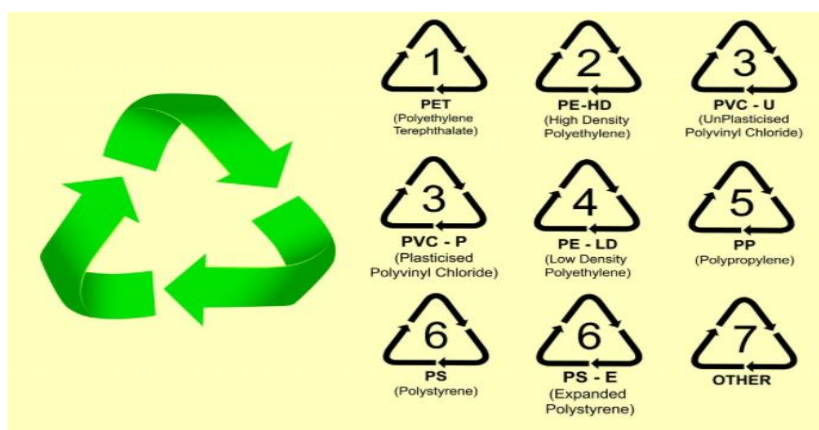 1
PET
(Polyethylene
Terephthalate)
2
PE-HD
(High Density
Polyethylene)
3
PVC - U
(UnPlasticised
Polyvinyl Chloride)
3
PVC - P
(Plasticised
Polyvinyl Chloride)
4
PE - LD
(Low Density
Polyethylene)
5
PP
(Polypropylene)
6
PS
(Polystyrene)
6
PS - E
(Expanded
Polystyrene)
7
OTHER